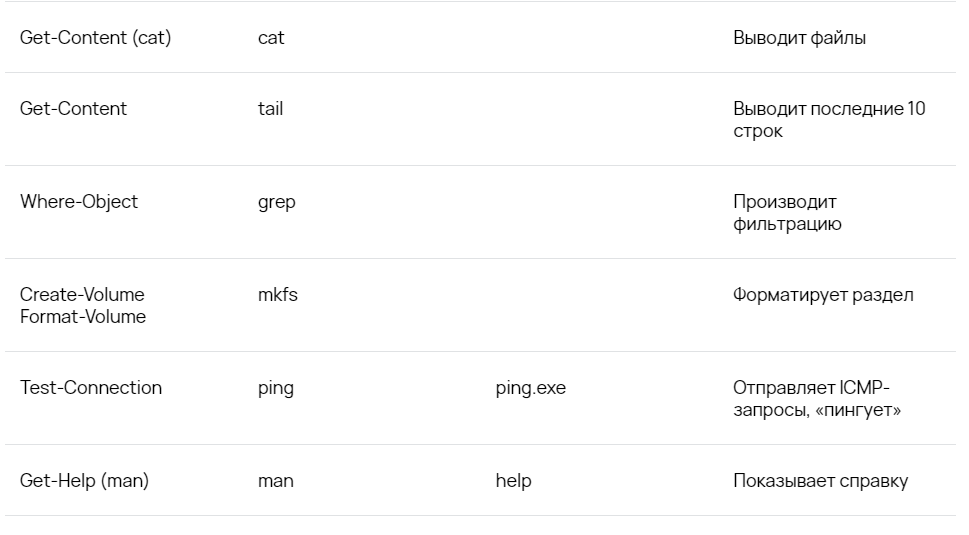 Get-Content (cat) cat Выводит файлы
Get-Content tail Выводит последние 10
строк
Where-Object grep Производит
фильтрацию
Create-Volume mkfs Форматирует раздел
Format-Volume
Test-Connection ping ping.exe Отправляет ICMP-
запросы, «пингует»
Get-Help (man) man help Показывает справку